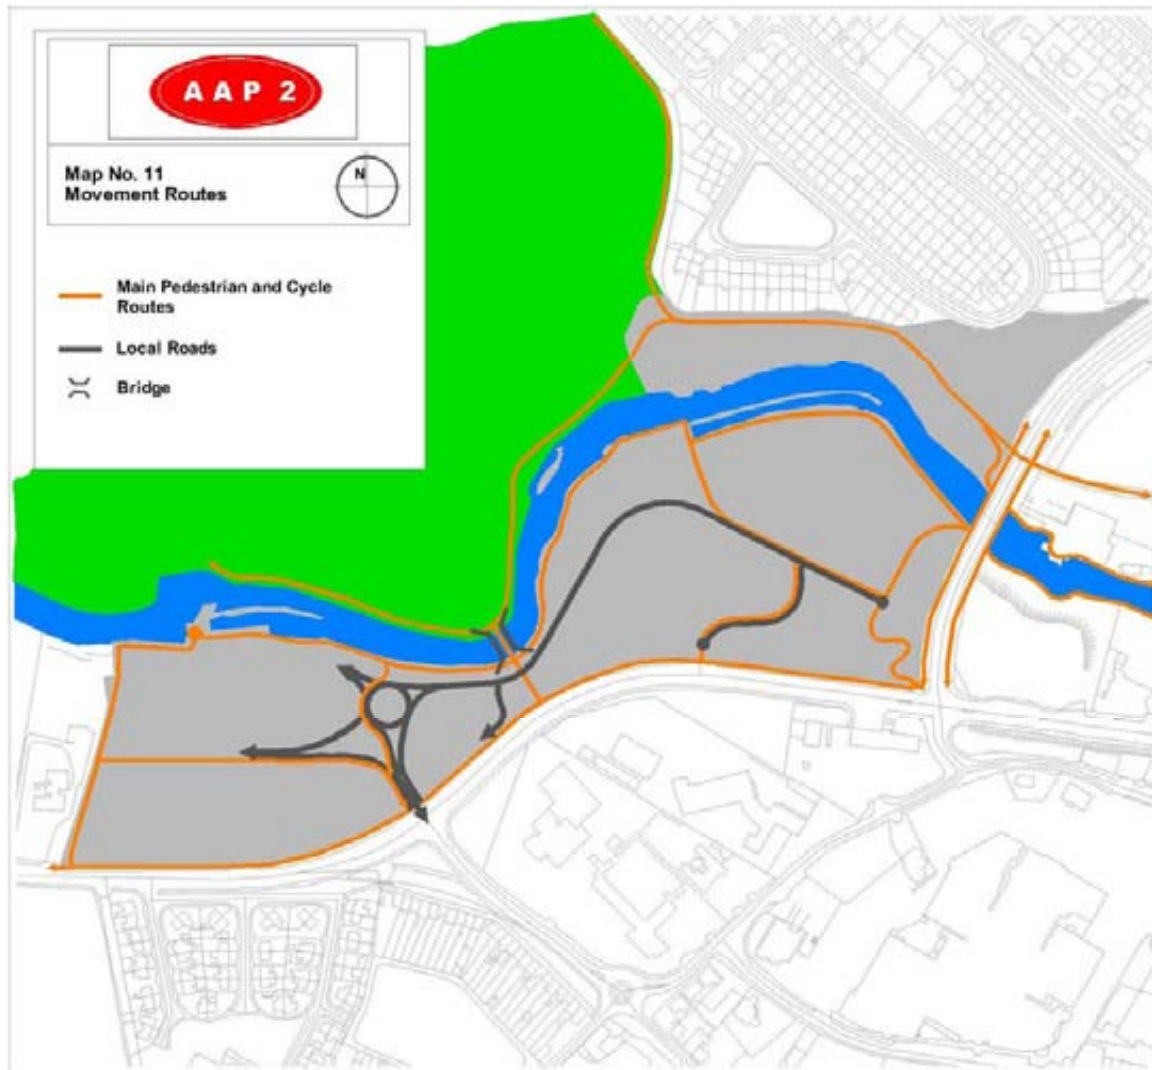 AAP 2
Map No. 11
Movement Routes
N
Main Pedestrian and Cycle
Routes
Local Roads
Bridge